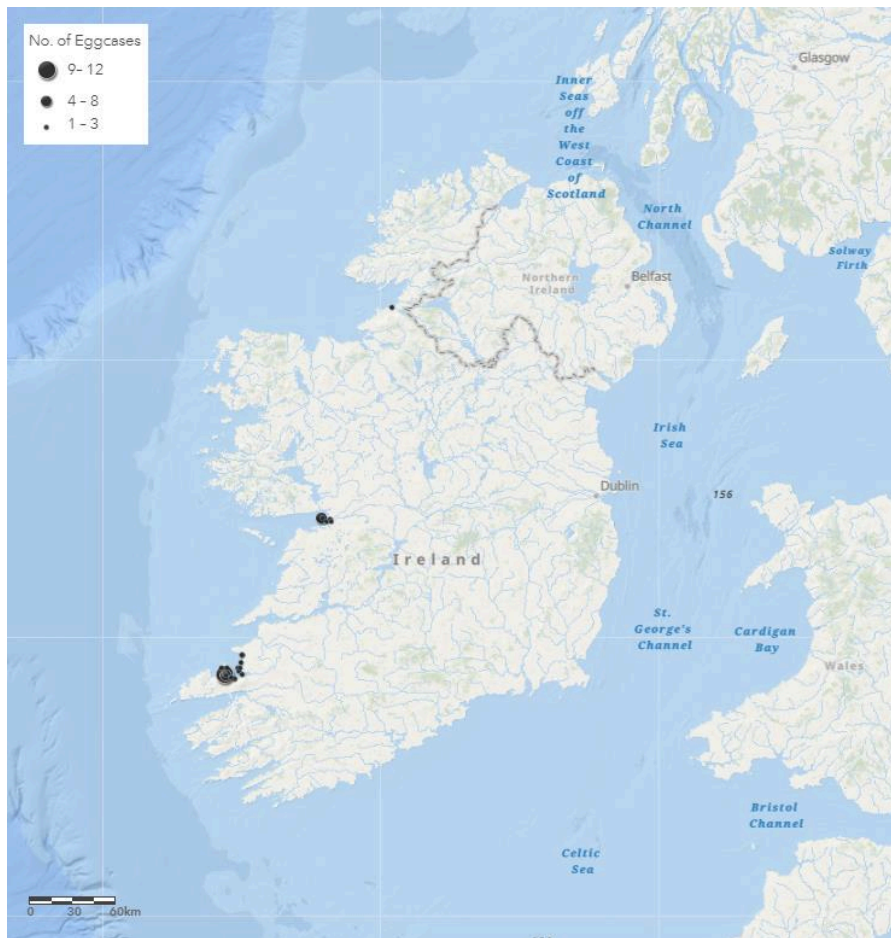 No. of Eggcases
9- 12
4 - 8
1 - 3
Glasgow
Inner
Seas
off
the
West
Coast
of
Scotland
North
Channel
Solway
Firth
Northern
Ireland
Belfast
Irish
Sea
Dublin
156
Ireland
St.
George's
Channel
Cardigan
Bay
Wales
Bristol
Channel
Celtic
Sea
0 30 60km